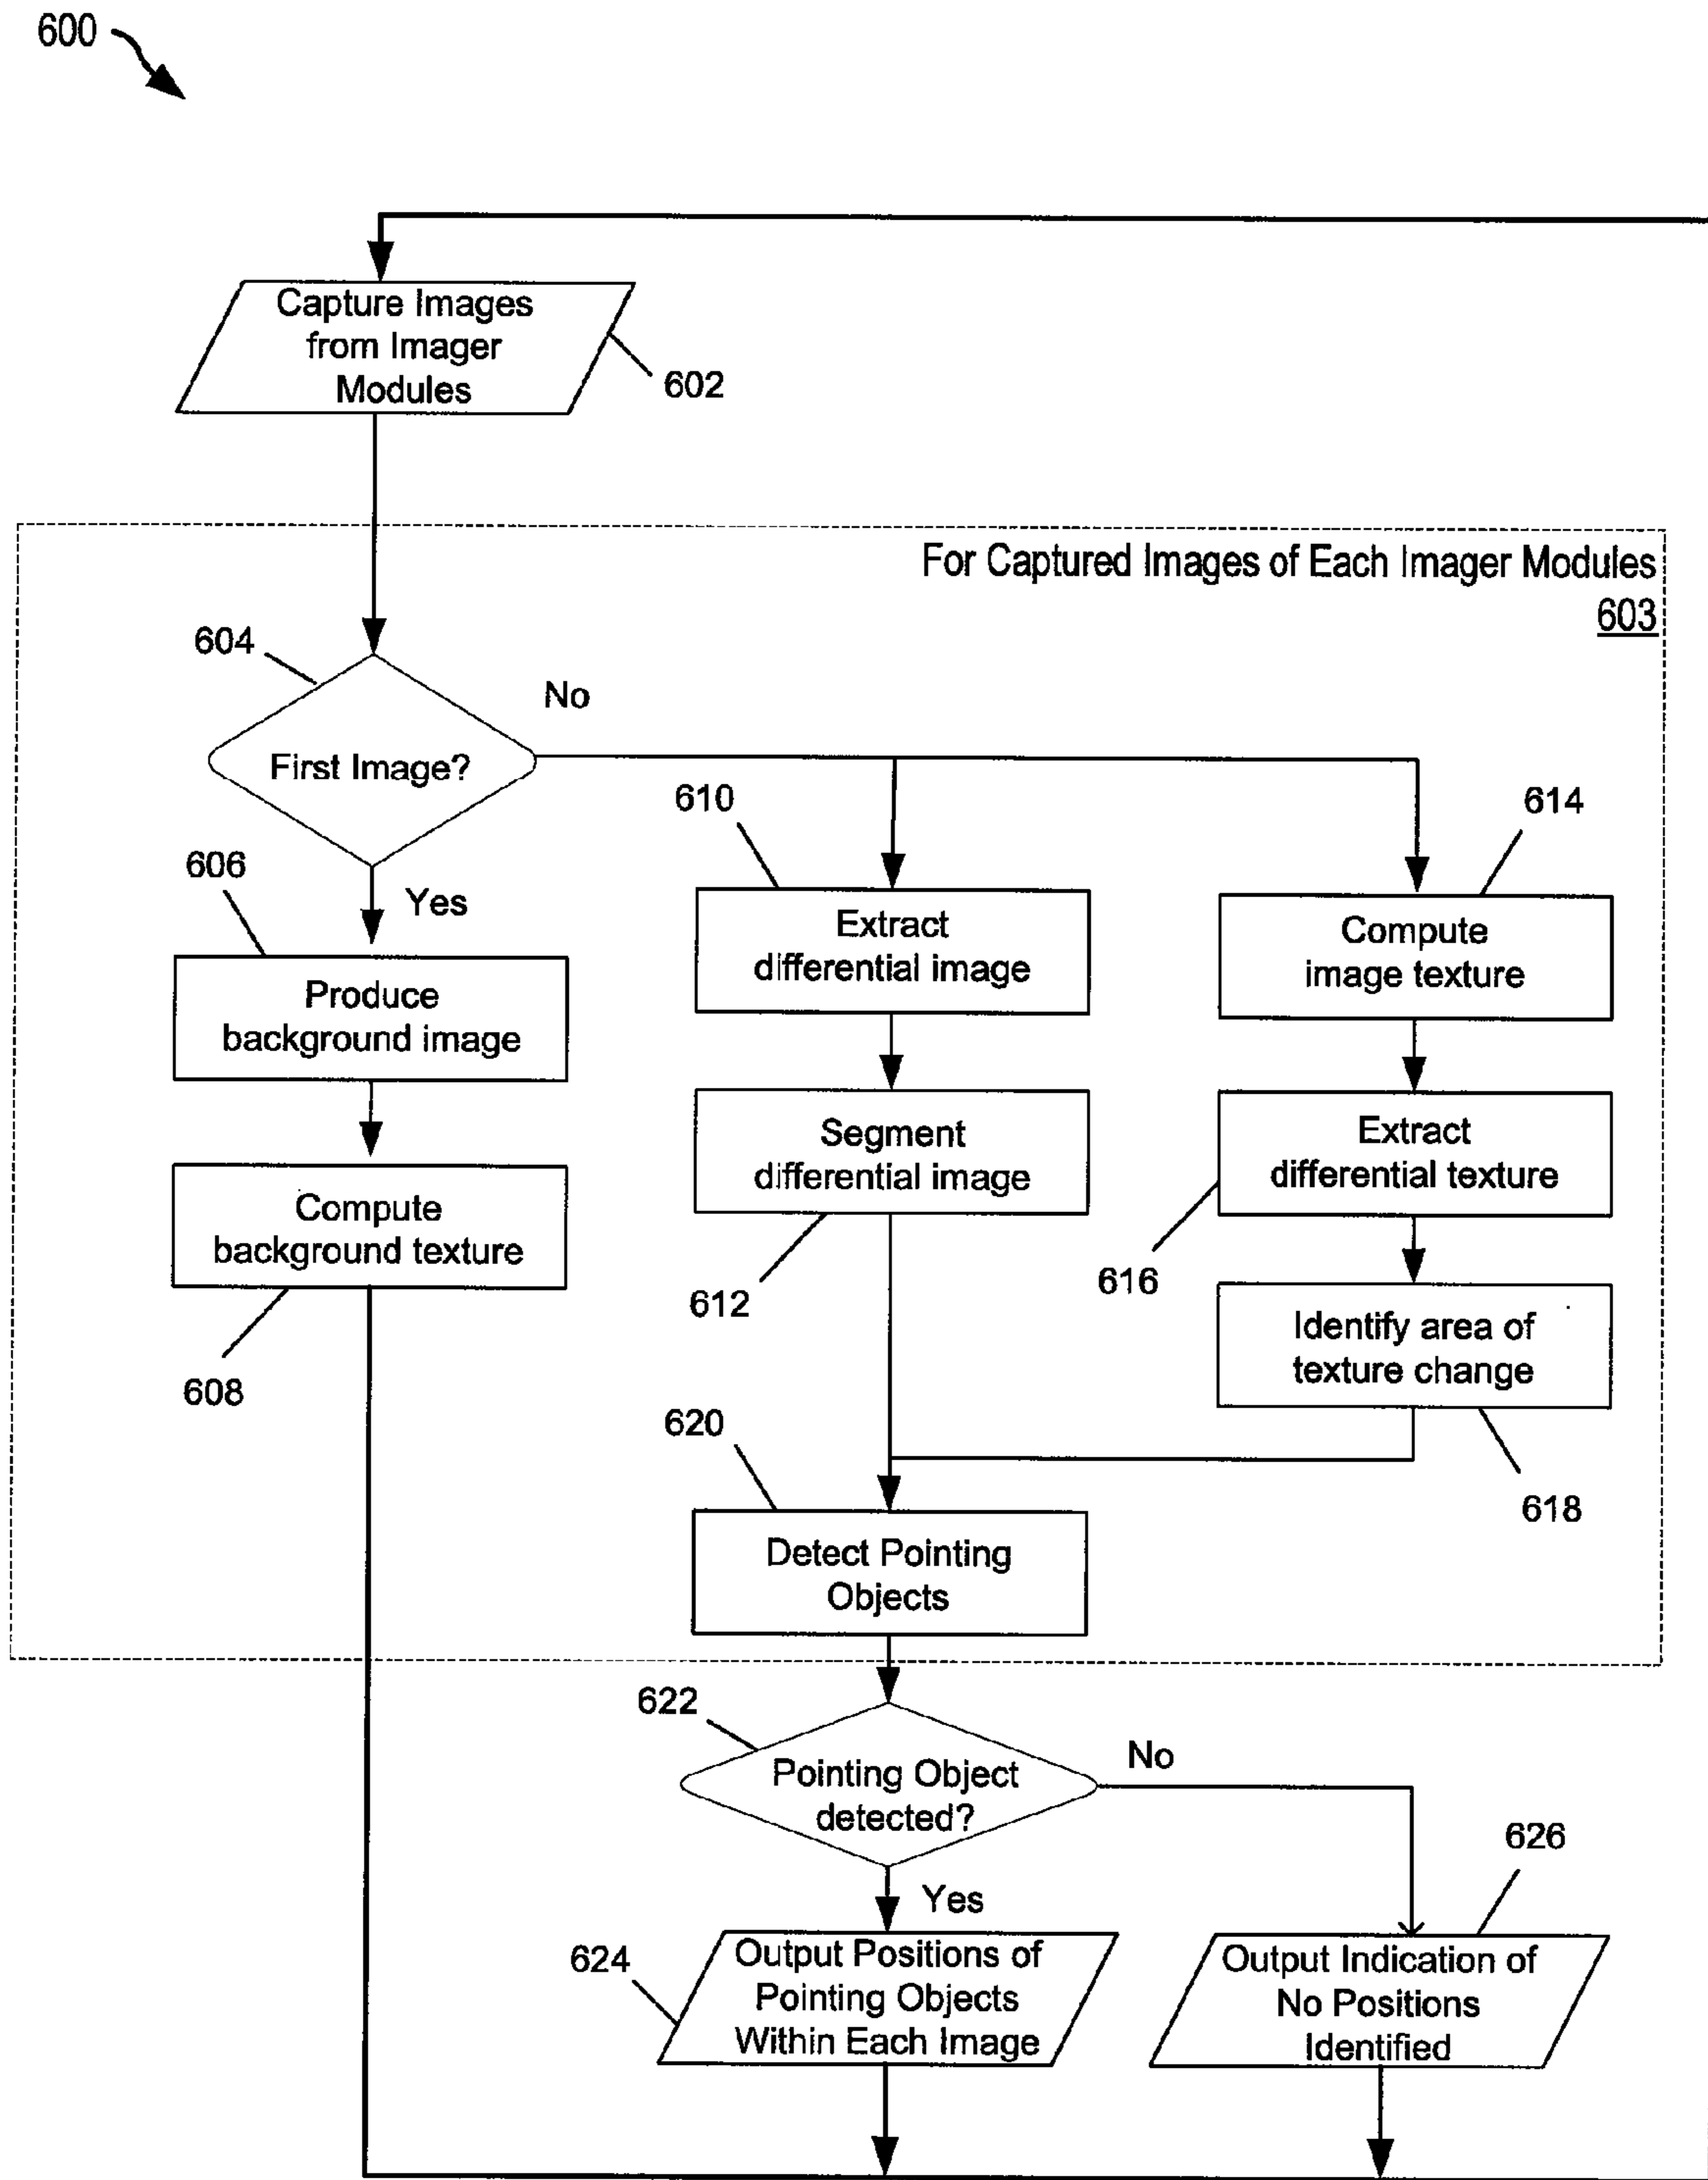 600
Capture Images
from Imager
Modules
602
For Captured Images of Each Imager Modules
603
604
No
First Image?
610
614
606
Yes
Extract
differential image
Compute
image texture
Produce
background image
Segment
differential image
Extract
differential texture
Compute
background texture
616
612
Identify area of
texture change
608
620
618
Detect Pointing
Objects
622
No
Pointing Object
detected?
626
Yes
624
Output Positions of
Pointing Objects
Within Each Image
Output Indication of
No Positions
Identified